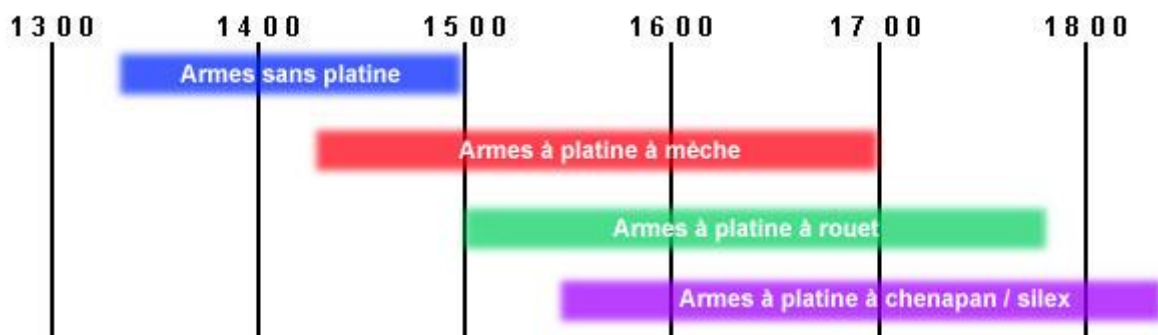 1300 1400 1500 1600 1700 1800
Armes sans platine
Armes à platine à mèche
Armes à platine à rouet
Armes à platine à chenapan / silex